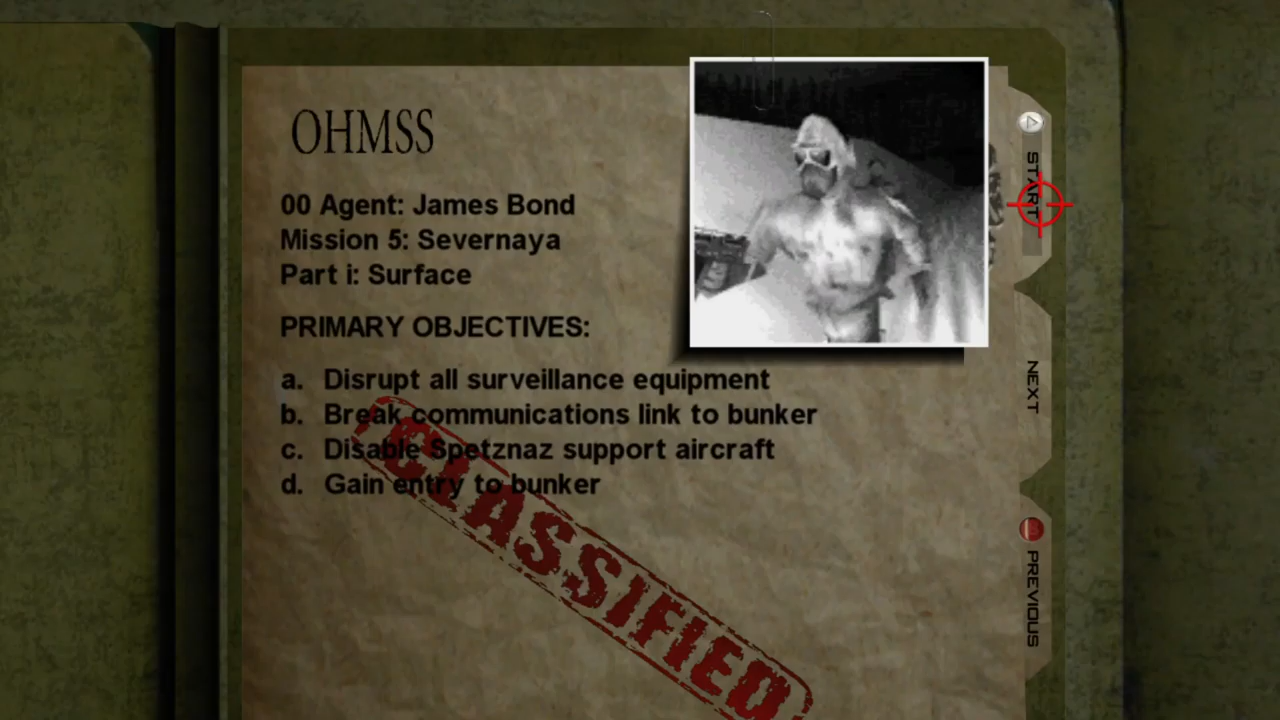 OHMSS
00 Agent: James Bond
Mission 5: Severnaya
Part i: Surface
PRIMARY OBJECTIVES:
a. Disrupt all surveillance equipment
b. Break communications link to bunker
c. Disable Spetznaz support aircraft
d. Gain entry to bunker
CLASSIFIED
START
NEXT
PREVIOUS